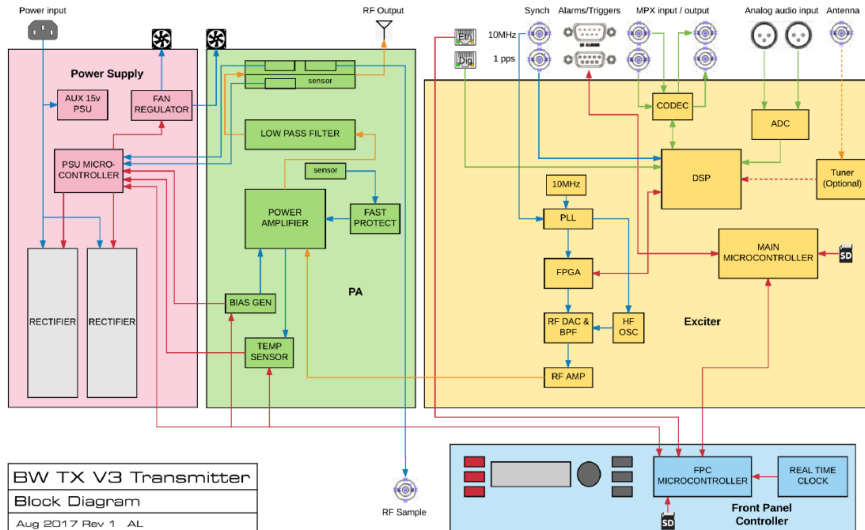 Power input
RF Output
Synch
Alarms/Triggers
MPX input / output
Analog audio input
Antenna
Eth
10MHz
Dig
1 pps
Power Supply
AUX 15v
PSU
FAN
REGULATOR
PSU MICRO-
CONTROLLER
RECTIFIER
RECTIFIER
sensor
LOW PASS FILTER
sensor
POWER
AMPLIFIER
FAST
PROTECT
PA
BIAS GEN
TEMP
SENSOR
CODEC
ADC
DSP
Tuner
(Optional)
10MHz
PLL
FPGA
MAIN
MICROCONTROLLER
SD
RF DAC &
BPF
HF
OSC
Exciter
RF AMP
FPC
MICROCONTROLLER
REAL TIME
CLOCK
SD
Front Panel
Controller
RF Sample
BW TX V3 Transmitter
Block Diagram
Aug 2017 Rev 1 AL